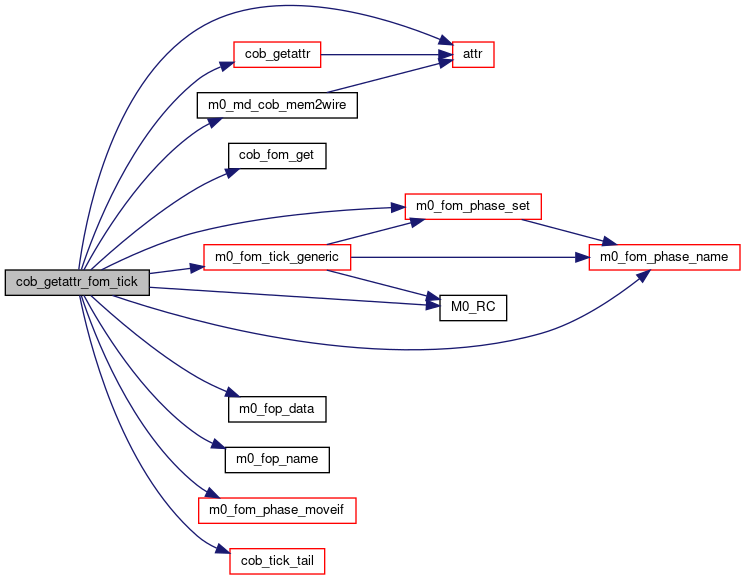 cob_getattr
attr
m0_md_cob_mem2wire
cob_fom_get
m0_fom_phase_set
m0_fom_tick_generic
m0_fom_phase_name
cob_getattr_fom_tick
M0_RC
m0_fop_data
m0_fop_name
m0_fom_phase_moveif
cob_tick_tail